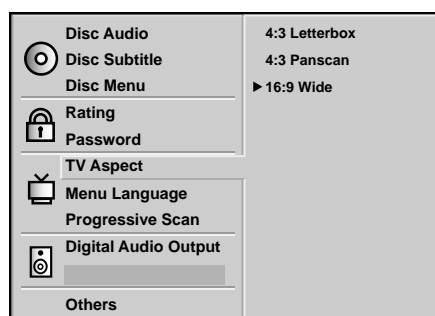 Disc Audio
Disc Subtitle
Disc Menu
Rating
Password
TV Aspect
Menu Language
Progressive Scan
Digital Audio Output
Others
4:3 Letterbox
4:3 Panscan
16:9 Wide